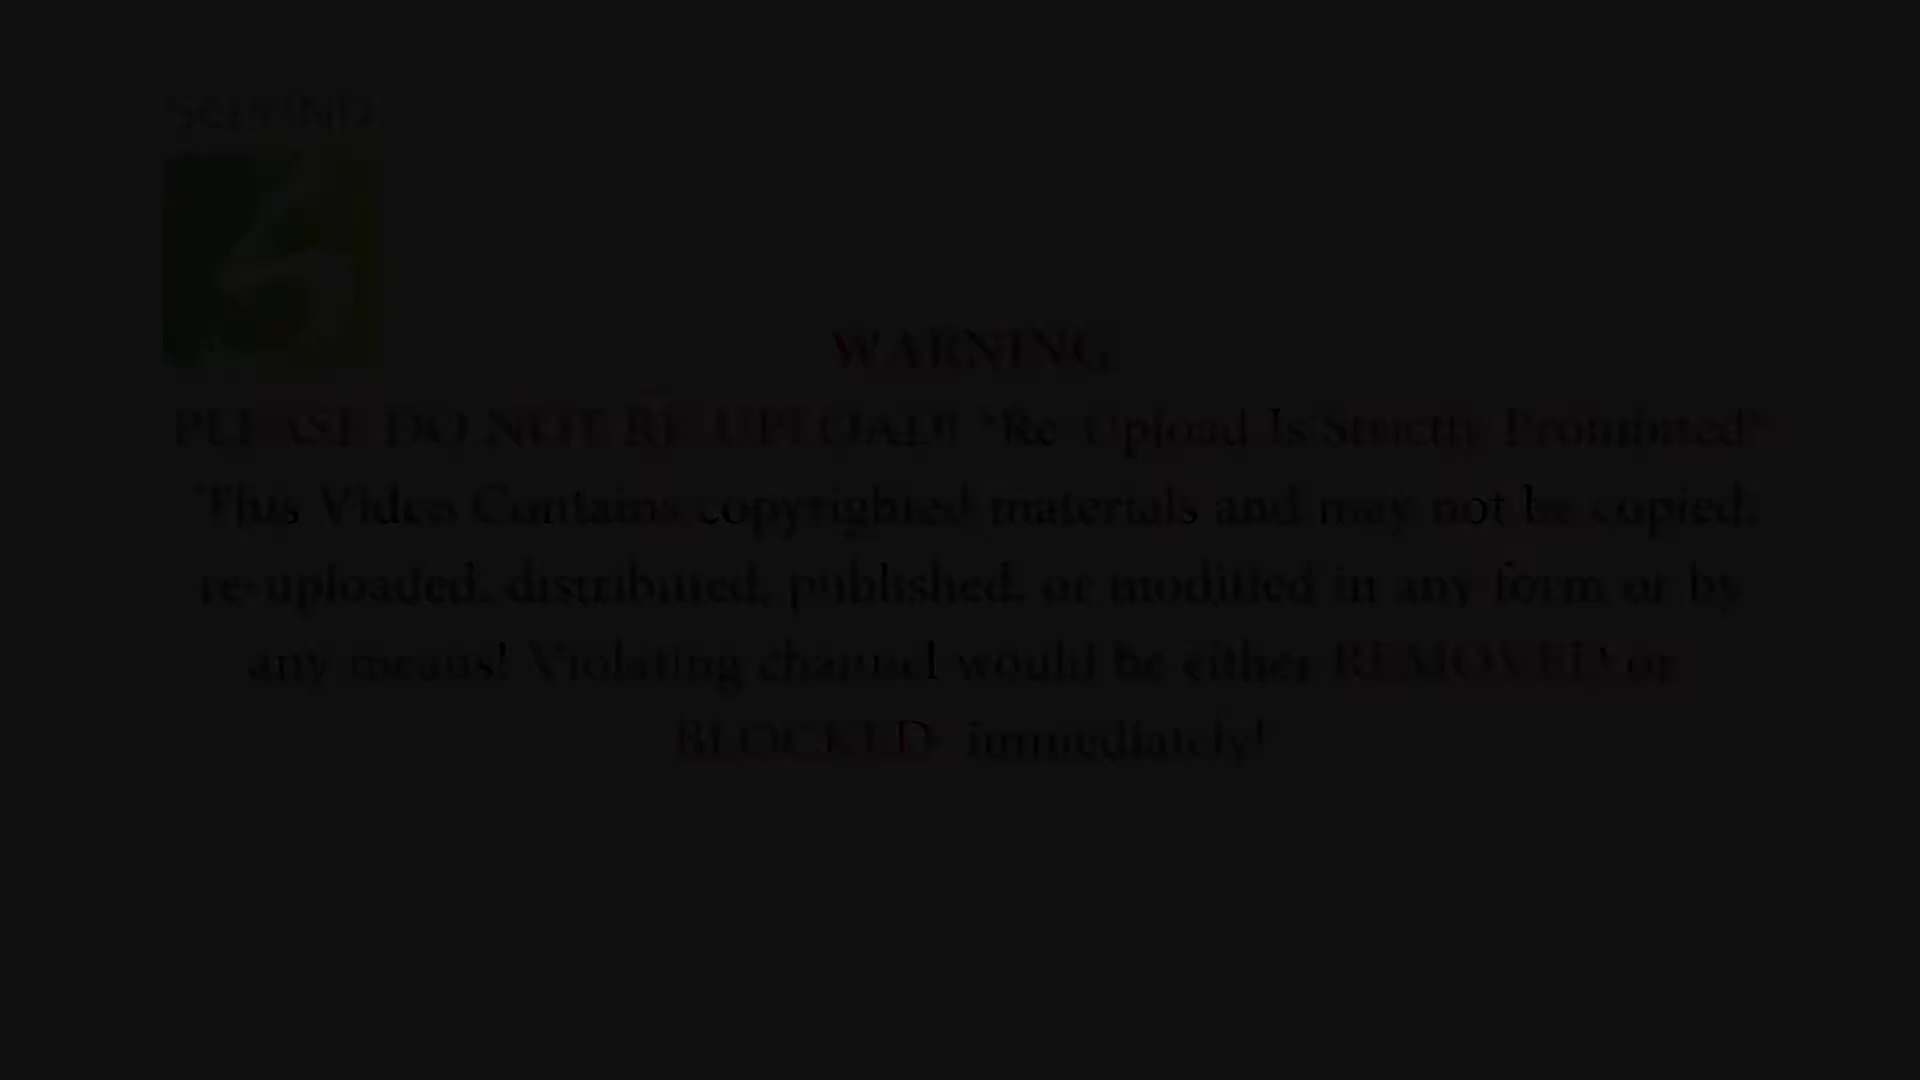 WARNING
PLEASE DO NOT RE-UPLOAD! *Re-Upload Is Strictly Prohibited*
This Video Contains copyrighted materials and may not be copied,
re-uploaded, distributed, published, or modified in any form or by
any means! Violating channel would be either REMOVED or
BLOCKED immediately!